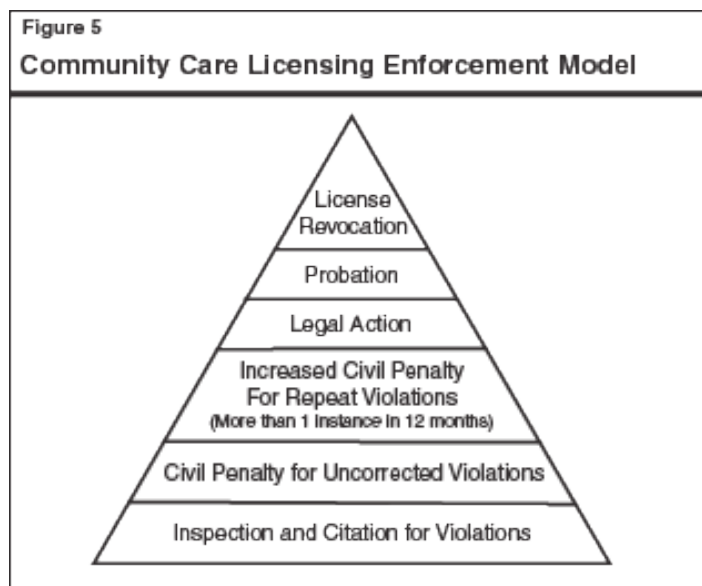 Figure 5
Community Care Licensing Enforcement Model
License
Revocation
Probation
Legal Action
Increased Civil Penalty
For Repeat Violations
(More than 1 instance in 12 months)
Civil Penalty for Uncorrected Violations
Inspection and Citation for Violations